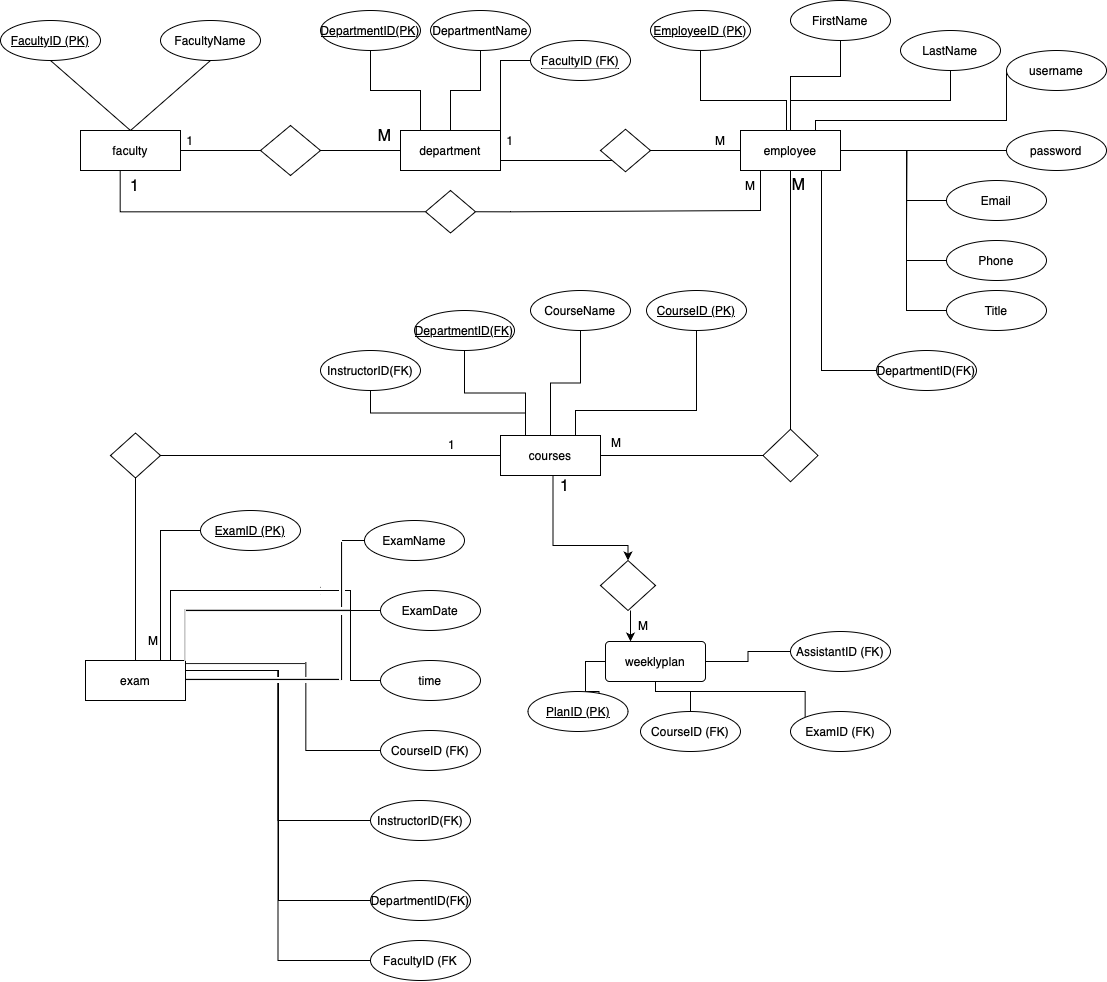 FacultyID (PK)
FacultyName
DepartmentID(PK)
DepartmentName
FacultyID (FK)
EmployeeID (PK)
FirstName
LastName
username
faculty
1
M
department
1
M
employee
password
1
M
M
Email
Phone
Title
DepartmentID(FK)
CourseName
CourseID (PK)
DepartmentID(FK)
InstructorID(FK)
1
courses
M
1
ExamID (PK)
ExamName
ExamDate
M
exam
time
M
weeklyplan
AssistantID (FK)
PlanID (PK)
CourseID (FK)
ExamID (FK)
CourseID (FK)
InstructorID(FK)
DepartmentID(FK)
FacultyID (FK